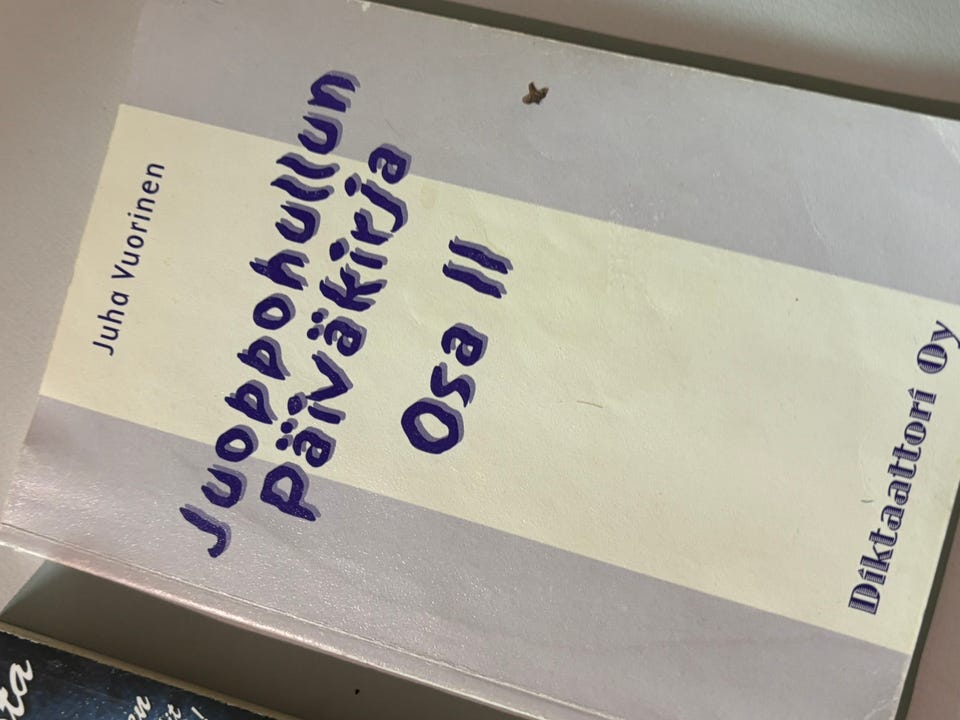 Juha Vuorinen
Juoppohullun
päiväkirja
Osa II
Diktaattori Oy